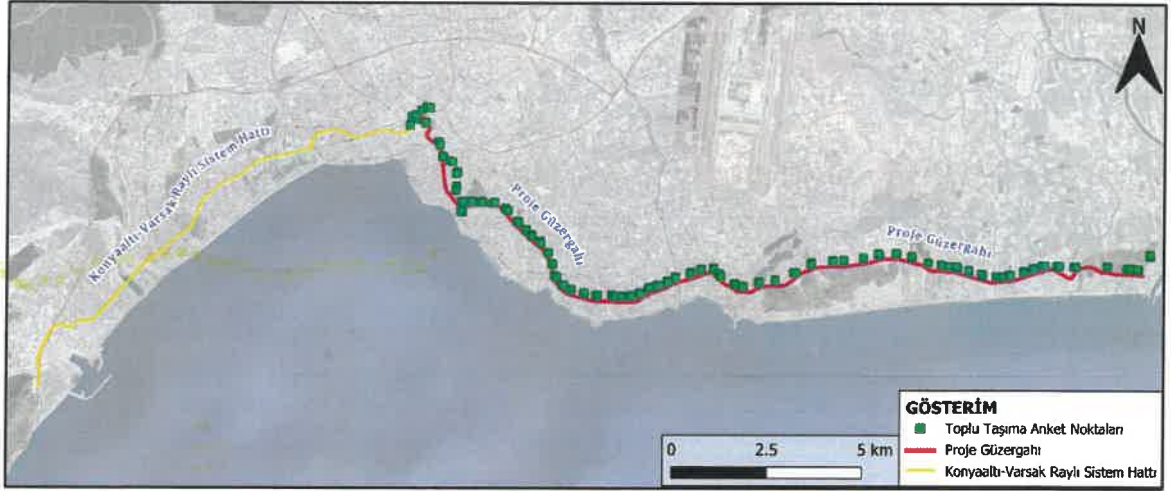 N
Konyaaltı-Varsak Raylı Sistem Hattı
Proje Güzergahı
Proje Güzergahı
GÖSTERİM
Toplu Taşıma Anket Noktaları
Proje Güzergahı
Konyaaltı-Varsak Raylı Sistem Hattı
0 2.5 5 km